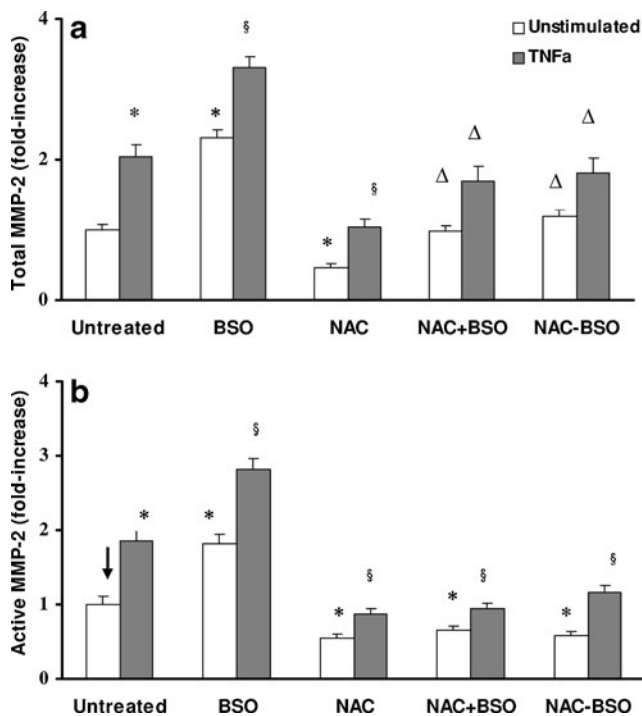 a
Unstimulated
TNFa
Total MMP-2 (fold-increase)
4
2
0
*
*
§
*
§
Δ
Δ
Δ
Δ
Untreated BSO NAC NAC+BSO NAC-BSO
b
Active MMP-2 (fold-increase)
4
3
2
1
0
*
*
§
*
§
*
§
*
§
Untreated BSO NAC NAC+BSO NAC-BSO